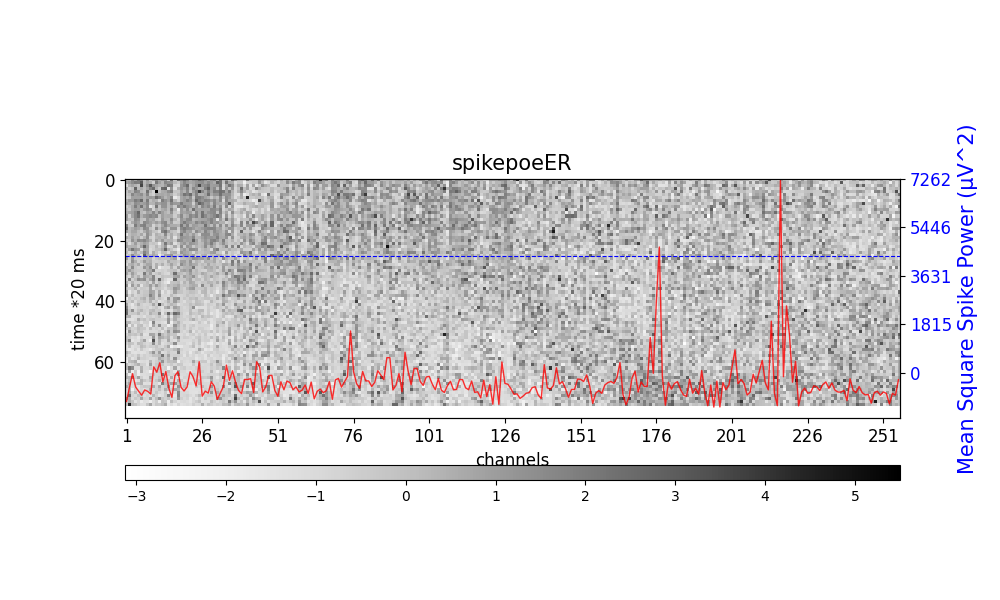 spikepoeER
0
20
40
60
time *20 ms
7262
5446
3631
1815
0
Mean Square Spike Power (µV^2)
1 26 51 76 101 126 151 176 201 226 251
channels
−3 −2 −1 0 1 2 3 4 5